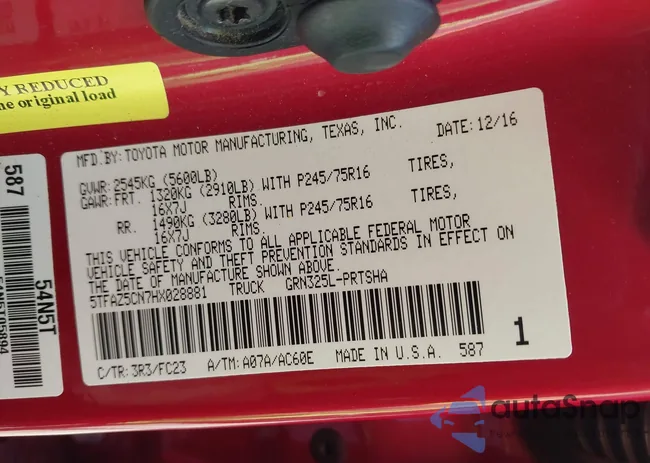 Y REDUCED
he original load
587
54N5T
MFD.BY:TOYOTA MOTOR MANUFACTURING, TEXAS, INC. DATE:12/16
GVWR:2545KG (5600LB)
GAWR:FRT. 1320KG (2910LB) WITH P245/75R16 TIRES,
16X7J RIMS.
RR. 1490KG (3280LB) WITH P245/75R16 TIRES,
16X7J RIMS.
THIS VEHICLE CONFORMS TO ALL APPLICABLE FEDERAL MOTOR
VEHICLE SAFETY AND THEFT PREVENTION STANDARDS IN EFFECT ON
THE DATE OF MANUFACTURE SHOWN ABOVE.
5TFAZ5CN7HX028881 TRUCK GRN325L-PRTSHA
1
C/TR:3R3/FC23 A/TM:A07A/AC60E MADE IN U.S.A. 587
autoSnap